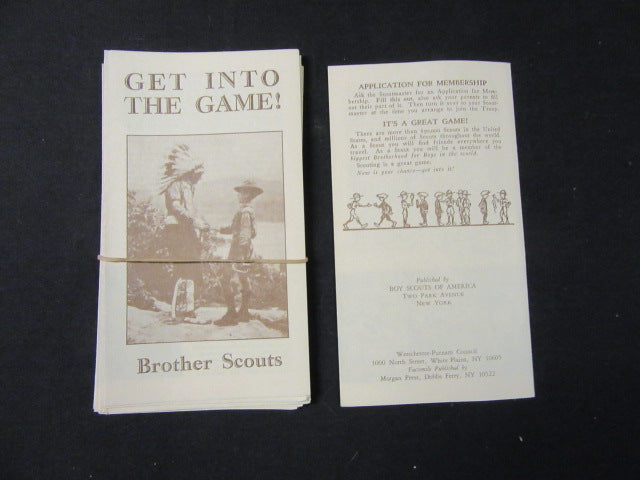 GET INTO
THE GAME!
Brother Scouts
APPLICATION FOR MEMBERSHIP
Ask the Scoutmaster for an Application for Mem-
bership. Fill this out, also ask your parents to fill
out their part of it. Then turn it over to your Scout-
master at the time you arrange to join the Troop.
IT'S A GREAT GAME!
There are more than Scouts in the United
States, and millions of Scouts throughout the world.
As a Scout you will find friends everywhere you
travel. As a Scout you will be a member of the
biggest Brotherhood for Boys in the world.
Scouting is a great game.
Now is your chance—get into it!
Published by
BOY SCOUTS OF AMERICA
Two Park Avenue
New York
Westchester-Putnam Council
1000 North Street, White Plains, NY 10605
Facsimile Published by
Morgan Press, Dobbs Ferry, NY 10522